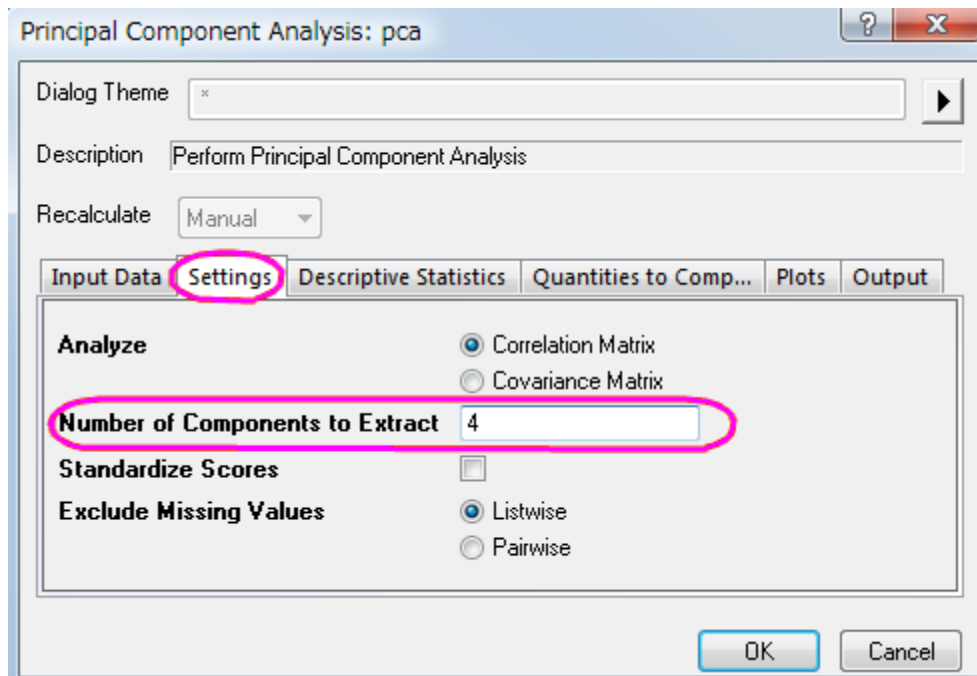 Principal Component Analysis: pca
?
Dialog Theme *
Description Perform Principal Component Analysis
Recalculate Manual
Input Data Settings Descriptive Statistics Quantities to Comp... Plots Output
Analyze Correlation Matrix
Covariance Matrix
Number of Components to Extract 4
Standardize Scores
Exclude Missing Values Listwise
Pairwise
OK Cancel